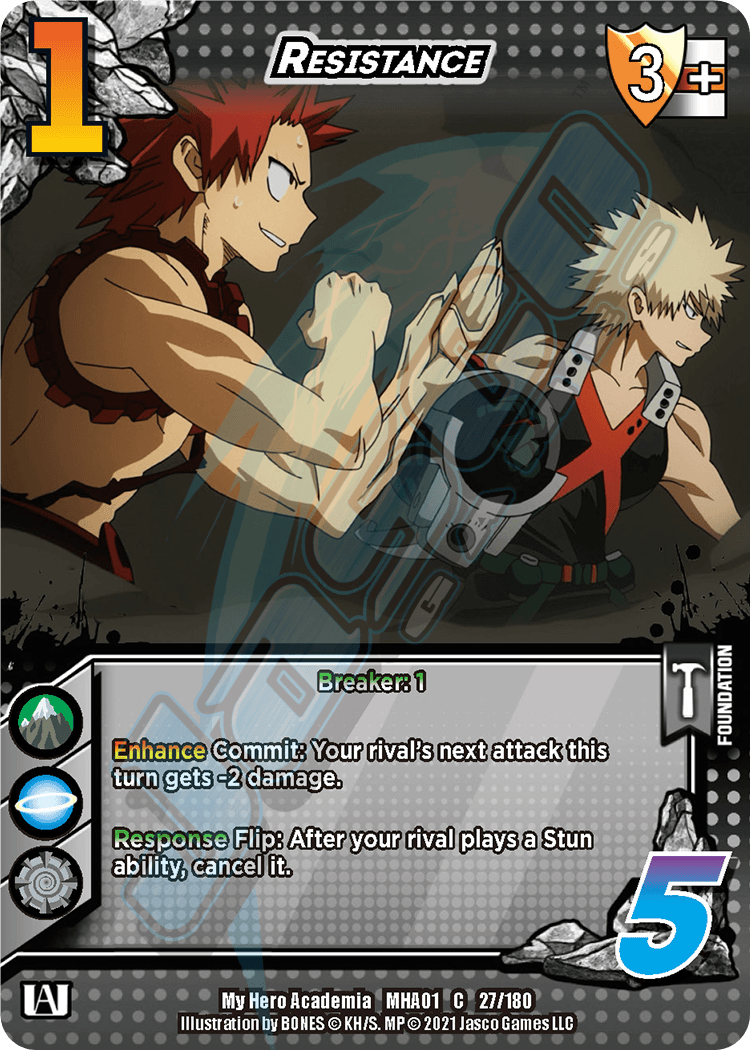 1
RESISTANCE
3 +
Breaker: 1
Enhance Commit: Your rival's next attack this
turn gets -2 damage.
Response Flip: After your rival plays a Stun
ability, cancel it.
FOUNDATION
5
UA
My Hero Academia MHA01 C 27/180
Illustration by BONES © KH/S. MP © 2021 Jasco Games LLC